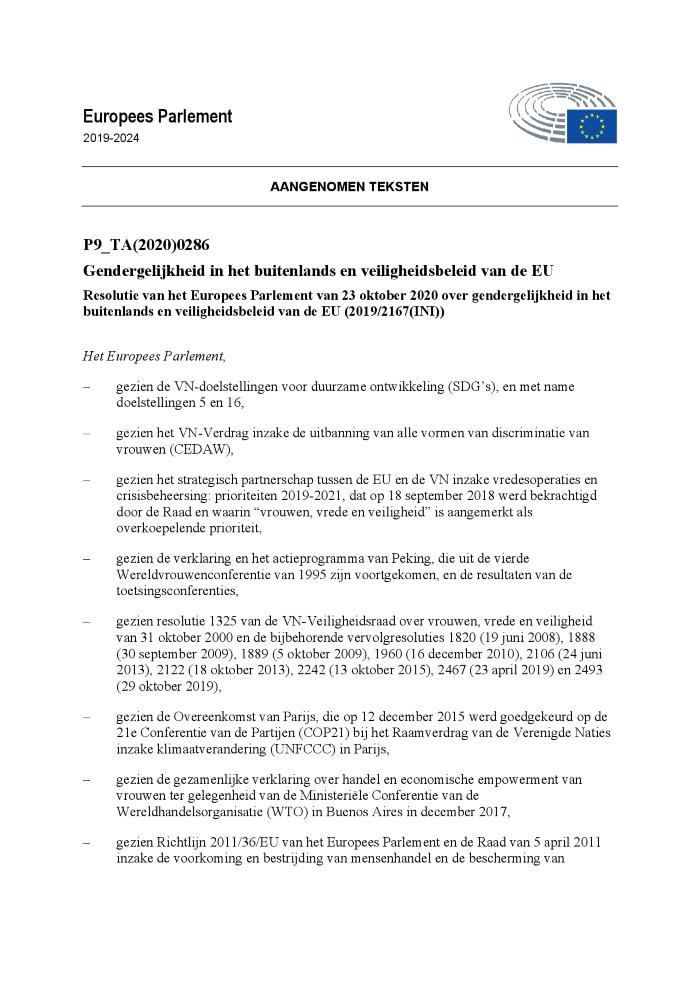 Europees Parlement
2019-2024
AANGENOMEN TEKSTEN
P9_TA(2020)0286
Gendergelijkheid in het buitenlands en veiligheidsbeleid van de EU
Resolutie van het Europees Parlement van 23 oktober 2020 over gendergelijkheid in het
buitenlands en veiligheidsbeleid van de EU (2019/2167(INI))
Het Europees Parlement,
– gezien de VN-doelstellingen voor duurzame ontwikkeling (SDG’s), en met name
doelstellingen 5 en 16,
– gezien het VN-Verdrag inzake de uitbanning van alle vormen van discriminatie van
vrouwen (CEDAW),
– gezien het strategisch partnerschap tussen de EU en de VN inzake vredesoperaties en
crisisbeheersing: prioriteiten 2019-2021, dat op 18 september 2018 werd bekrachtigd
door de Raad en waarin “vrouwen, vrede en veiligheid” is aangemerkt als
overkoepelende prioriteit,
– gezien de verklaring en het actieprogramma van Peking, die uit de vierde
Wereldvrouwenconferentie van 1995 zijn voortgekomen, en de resultaten van de
toetsingsconferenties,
– gezien resolutie 1325 van de VN-Veiligheidsraad over vrouwen, vrede en veiligheid
van 31 oktober 2000 en de bijbehorende vervolgresoluties 1820 (19 juni 2008), 1888
(30 september 2009), 1889 (5 oktober 2009), 1960 (16 december 2010), 2106 (24 juni
2013), 2122 (18 oktober 2013), 2242 (13 oktober 2015), 2467 (23 april 2019) en 2493
(29 oktober 2019),
– gezien de Overeenkomst van Parijs, die op 12 december 2015 werd goedgekeurd op de
21e Conferentie van de Partijen (COP21) bij het Raamverdrag van de Verenigde Naties
inzake klimaatverandering (UNFCCC) in Parijs,
– gezien de gezamenlijke verklaring over handel en economische empowerment van
vrouwen ter gelegenheid van de Ministeriële Conferentie van de
Wereldhandelsorganisatie (WTO) in Buenos Aires in december 2017,
– gezien Richtlijn 2011/36/EU van het Europees Parlement en de Raad van 5 april 2011
inzake de voorkoming en bestrijding van mensenhandel en de bescherming van